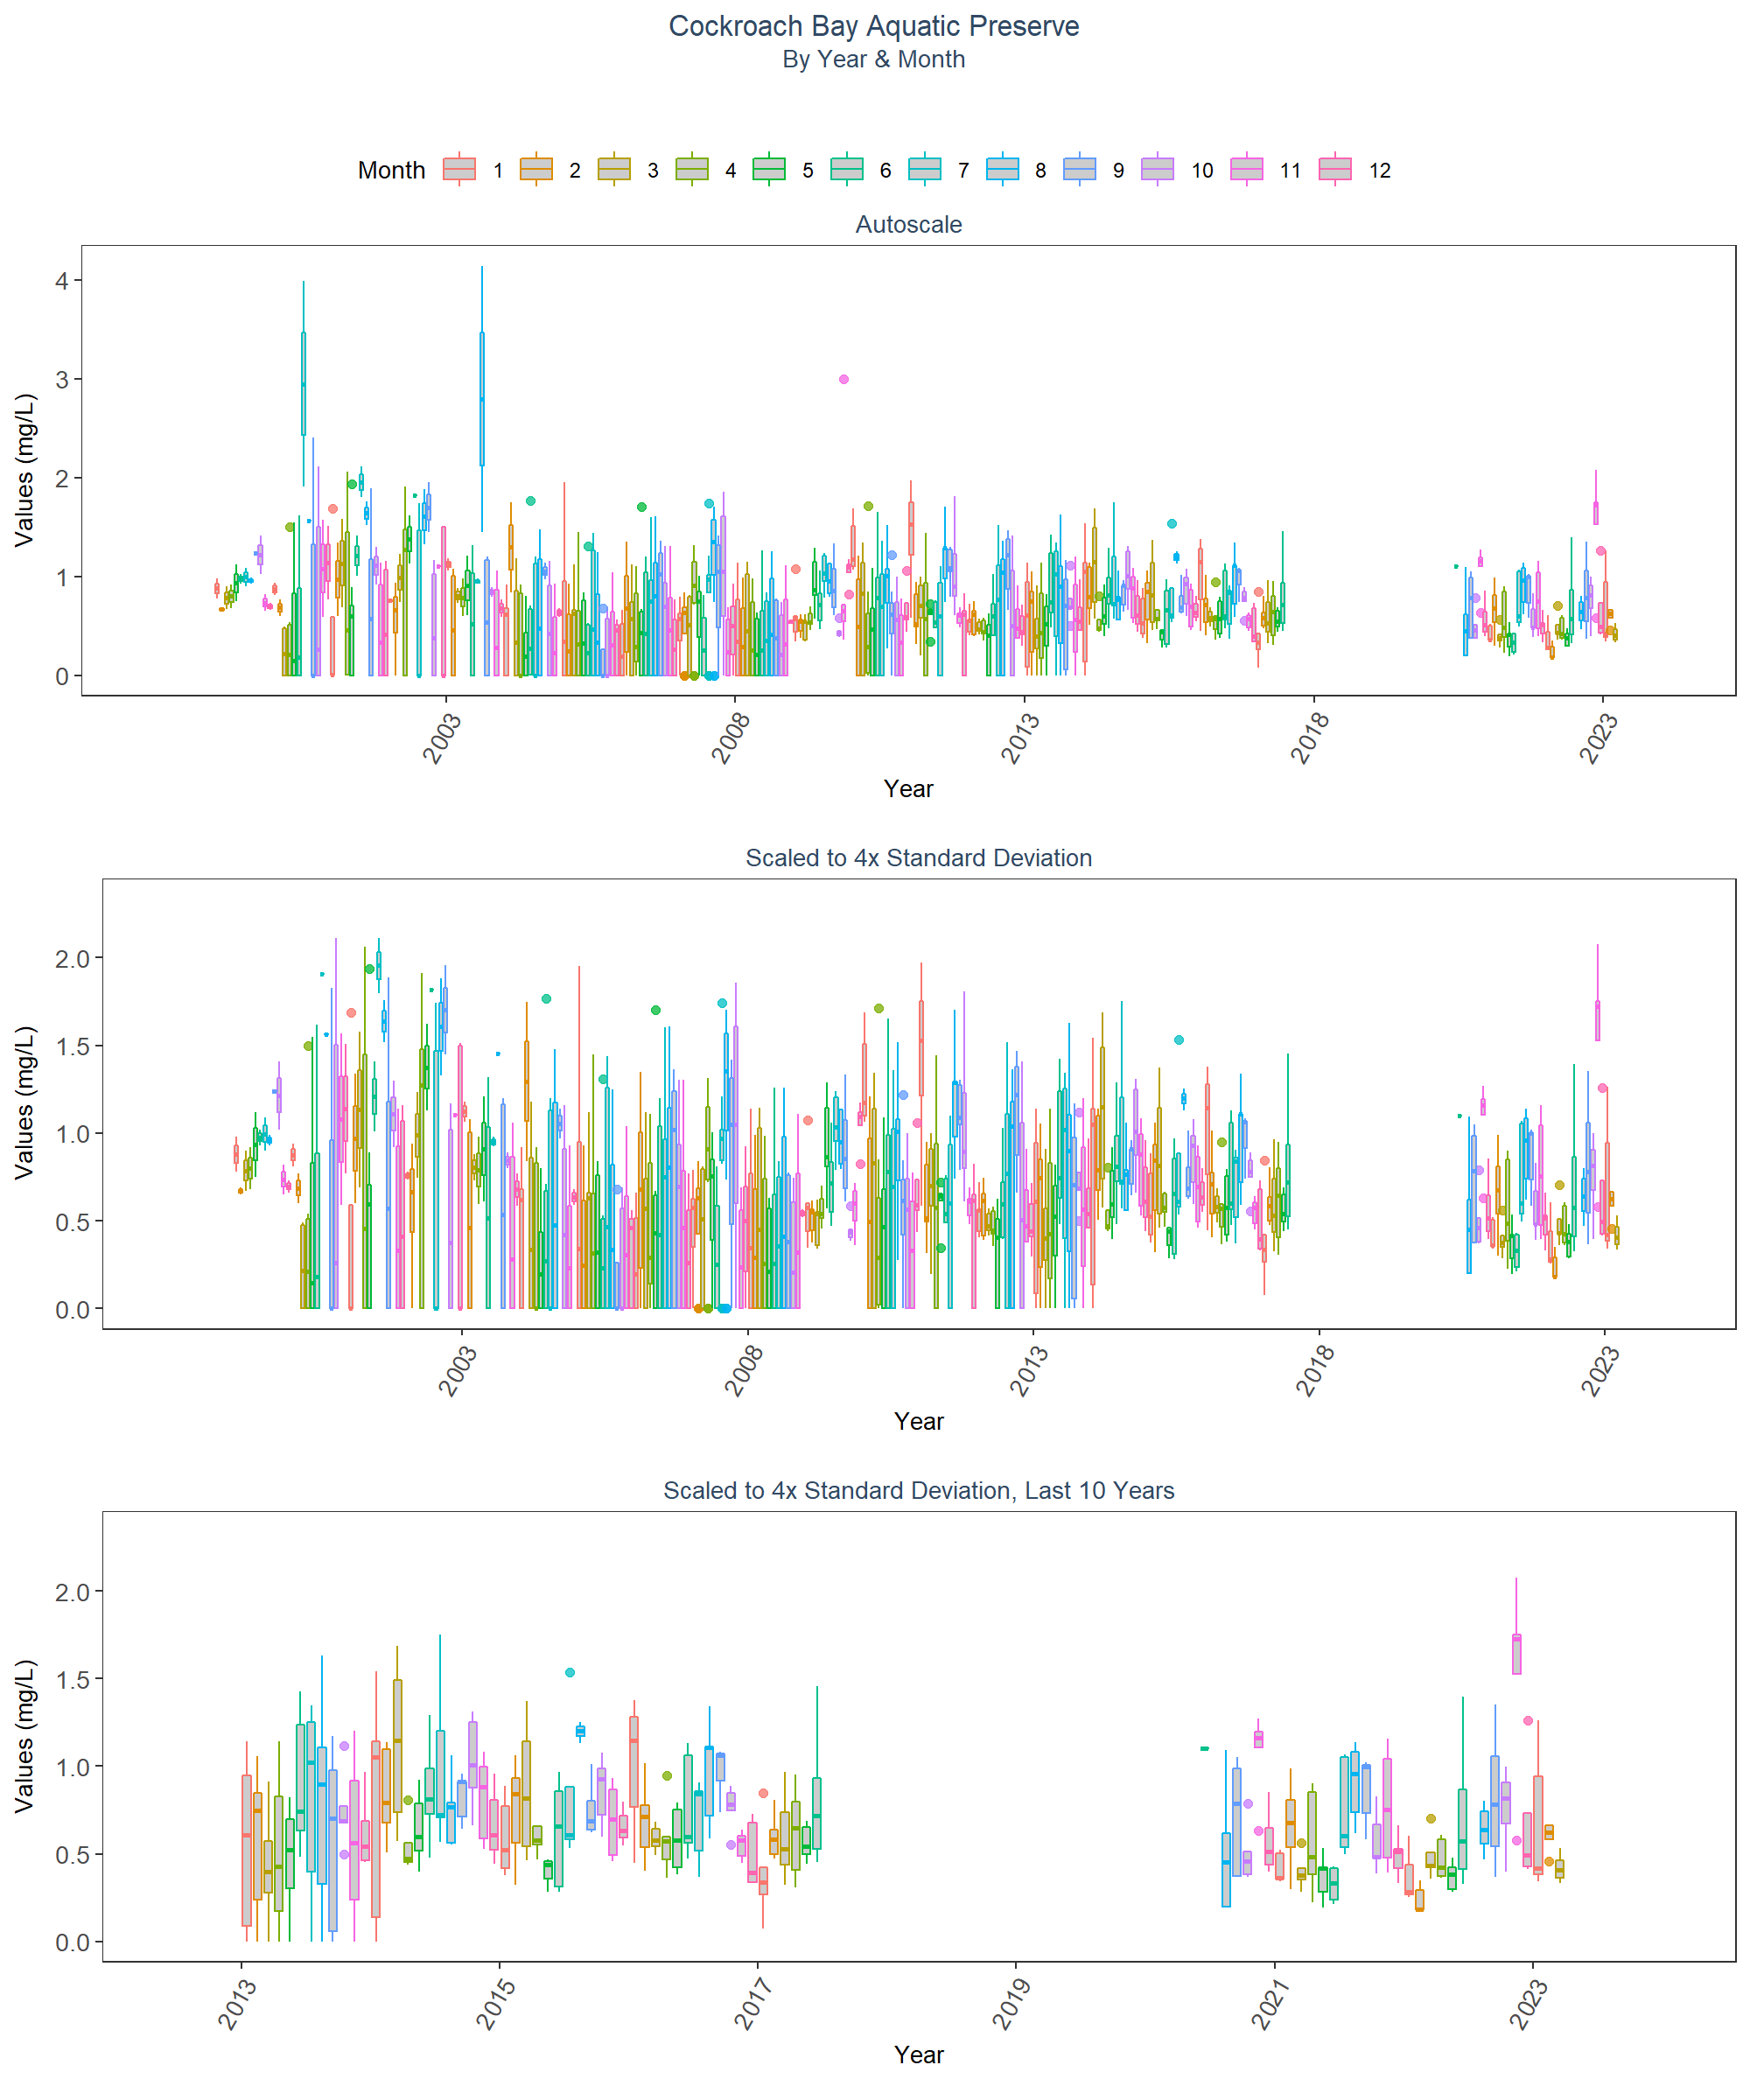 Cockroach Bay Aquatic Preserve
By Year & Month
Month 1 2 3 4 5 6 7 8 9 10 11 12
Autoscale
Values (mg/L)
4
3
2
1
0
2003 2008 2013 2018 2023
Year
Scaled to 4x Standard Deviation
Values (mg/L)
2.0
1.5
1.0
0.5
0.0
2003 2008 2013 2018 2023
Year
Scaled to 4x Standard Deviation, Last 10 Years
Values (mg/L)
2.0
1.5
1.0
0.5
0.0
2013 2015 2017 2019 2021 2023
Year